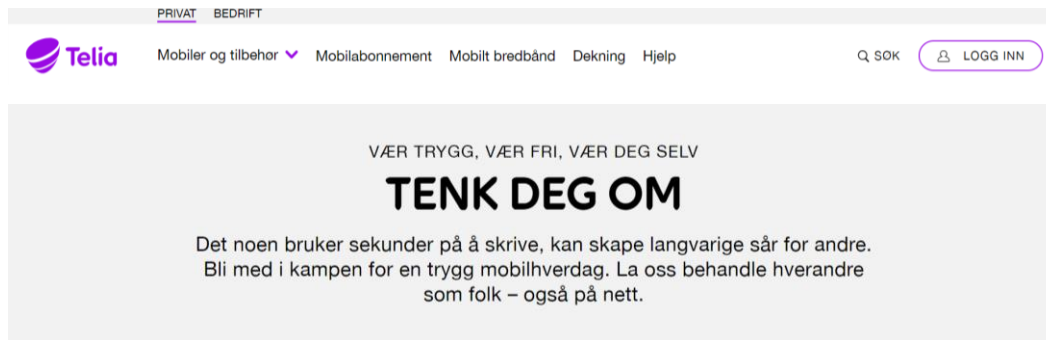 PRIVAT BEDRIFT
Telia Mobiler og tilbehør Mobilabonnement Mobilt bredbånd Dekning Hjelp SØK LOGG INN
VÆR TRYGG, VÆR FRI, VÆR DEG SELV
TENK DEG OM
Det noen bruker sekunder på å skrive, kan skape langvarige sår for andre.
Bli med i kampen for en trygg mobilhverdag. La oss behandle hverandre
som folk – også på nett.